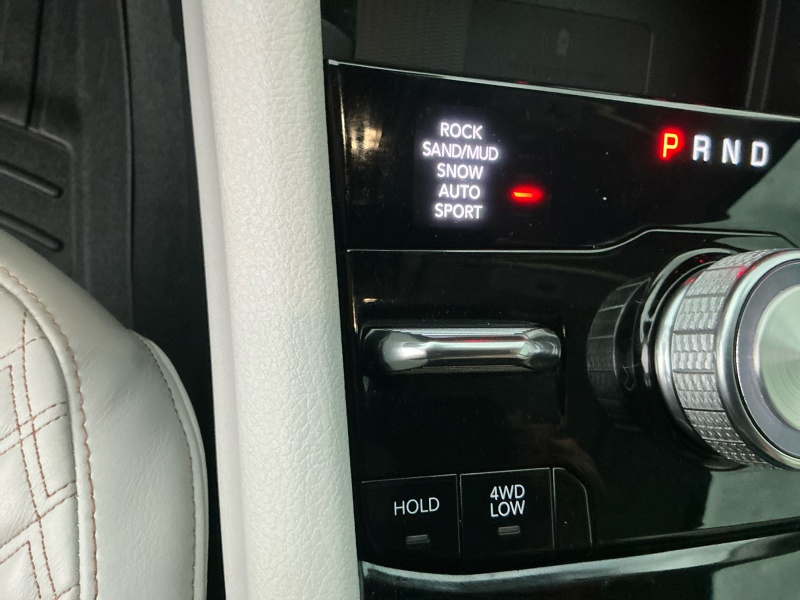 ROCK
SAND/MUD
SNOW
AUTO
SPORT
P R N D
HOLD
4WD
LOW